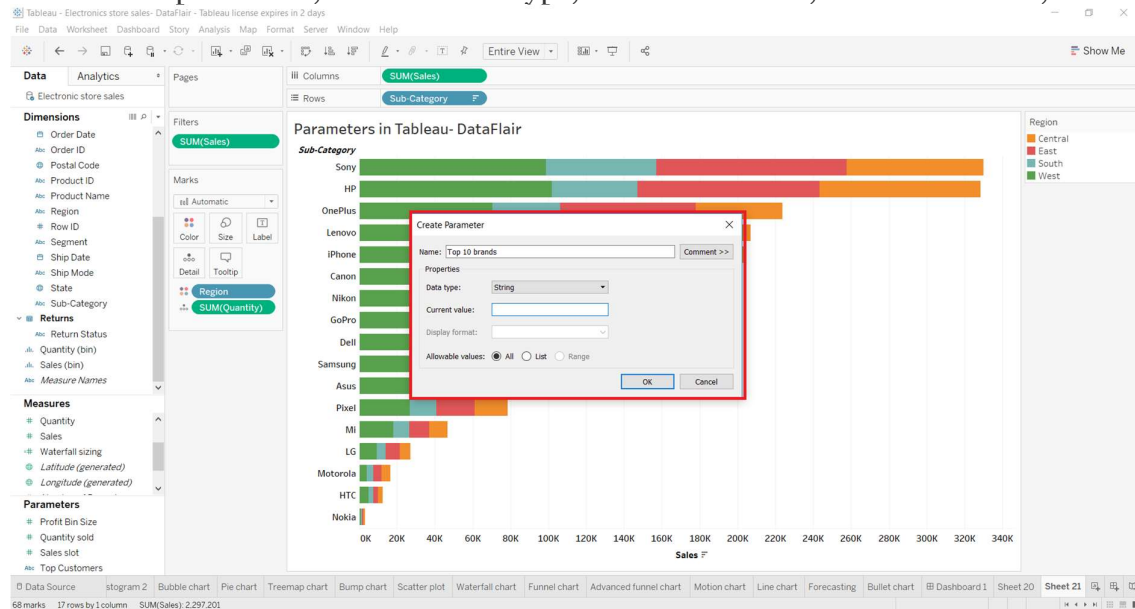 Tableau - Electronics store sales- DataFlair - Tableau license expires in 2 days
File Data Worksheet Dashboard Story Analysis Map Format Server Window Help
Entire View
Show Me
Data Analytics
Electronic store sales
Dimensions
Order Date
Order ID
Postal Code
Product ID
Product Name
Region
Row ID
Segment
Ship Date
Ship Mode
State
Sub-Category
Returns
Return Status
Quantity (bin)
Sales (bin)
Measure Names
Measures
Quantity
Sales
Waterfall sizing
Latitude (generated)
Longitude (generated)
Parameters
Profit Bin Size
Quantity sold
Sales slot
Top Customers
Pages
Filters
SUM(Sales)
Marks
Automatic
Color Size Label
Detail Tooltip
Region
SUM(Quantity)
Columns SUM(Sales)
Rows Sub-Category
Parameters in Tableau- DataFlair
Sub-Category
Sony
HP
OnePlus
Lenovo
iPhone
Canon
Nikon
GoPro
Dell
Samsung
Asus
Pixel
Mi
LG
Motorola
HTC
Nokia
0K 20K 40K 60K 80K 100K 120K 140K 160K 180K 200K 220K 240K 260K 280K 300K 320K 340K
Sales
Create Parameter
Name: Top 10 brands Comment >>
Properties
Data type: String
Current value:
Display format:
Allowable values: All List Range
OK Cancel
Region
Central
East
South
West
Data Source stogram 2 Bubble chart Pie chart Treemap chart Bump chart Scatter plot Waterfall chart Funnel chart Advanced funnel chart Motion chart Line chart Forecasting Bullet chart Dashboard 1 Sheet 20 Sheet 21
68 marks 17 rows by 1 column SUM(Sales): 2,297,201